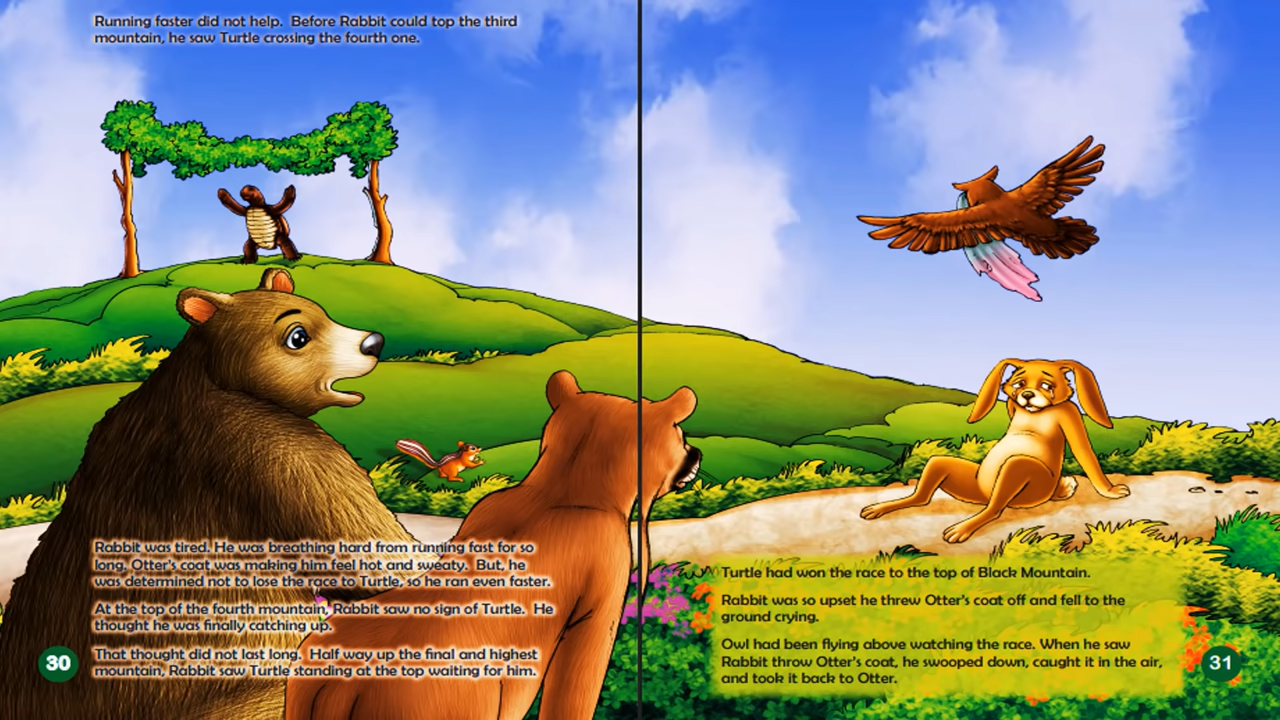 Running faster did not help.  Before Rabbit could top the third
mountain, he saw Turtle crossing the fourth one.
Rabbit was tired. He was breathing hard from running fast for so
long. Otter's coat was making him feel hot and sweaty.  But, he
was determined not to lose the race to Turtle, so he ran even faster.
At the top of the fourth mountain, Rabbit saw no sign of Turtle.  He
thought he was finally catching up.
That thought did not last long.  Half way up the final and highest
mountain, Rabbit saw Turtle standing at the top waiting for him.
30
Turtle had won the race to the top of Black Mountain.
Rabbit was so upset he threw Otter's coat off and fell to the
ground crying.
Owl had been flying above watching the race. When he saw
Rabbit throw Otter's coat, he swooped down, caught it in the air,
and took it back to Otter.
31